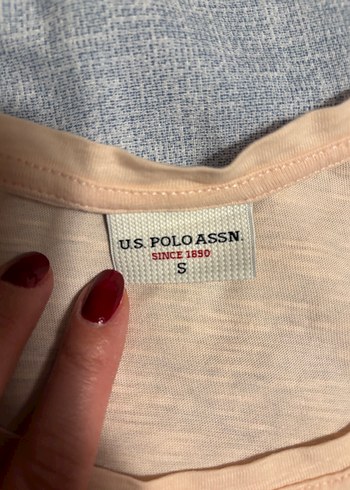 U.S. POLO ASSN.
SINCE 1890
S